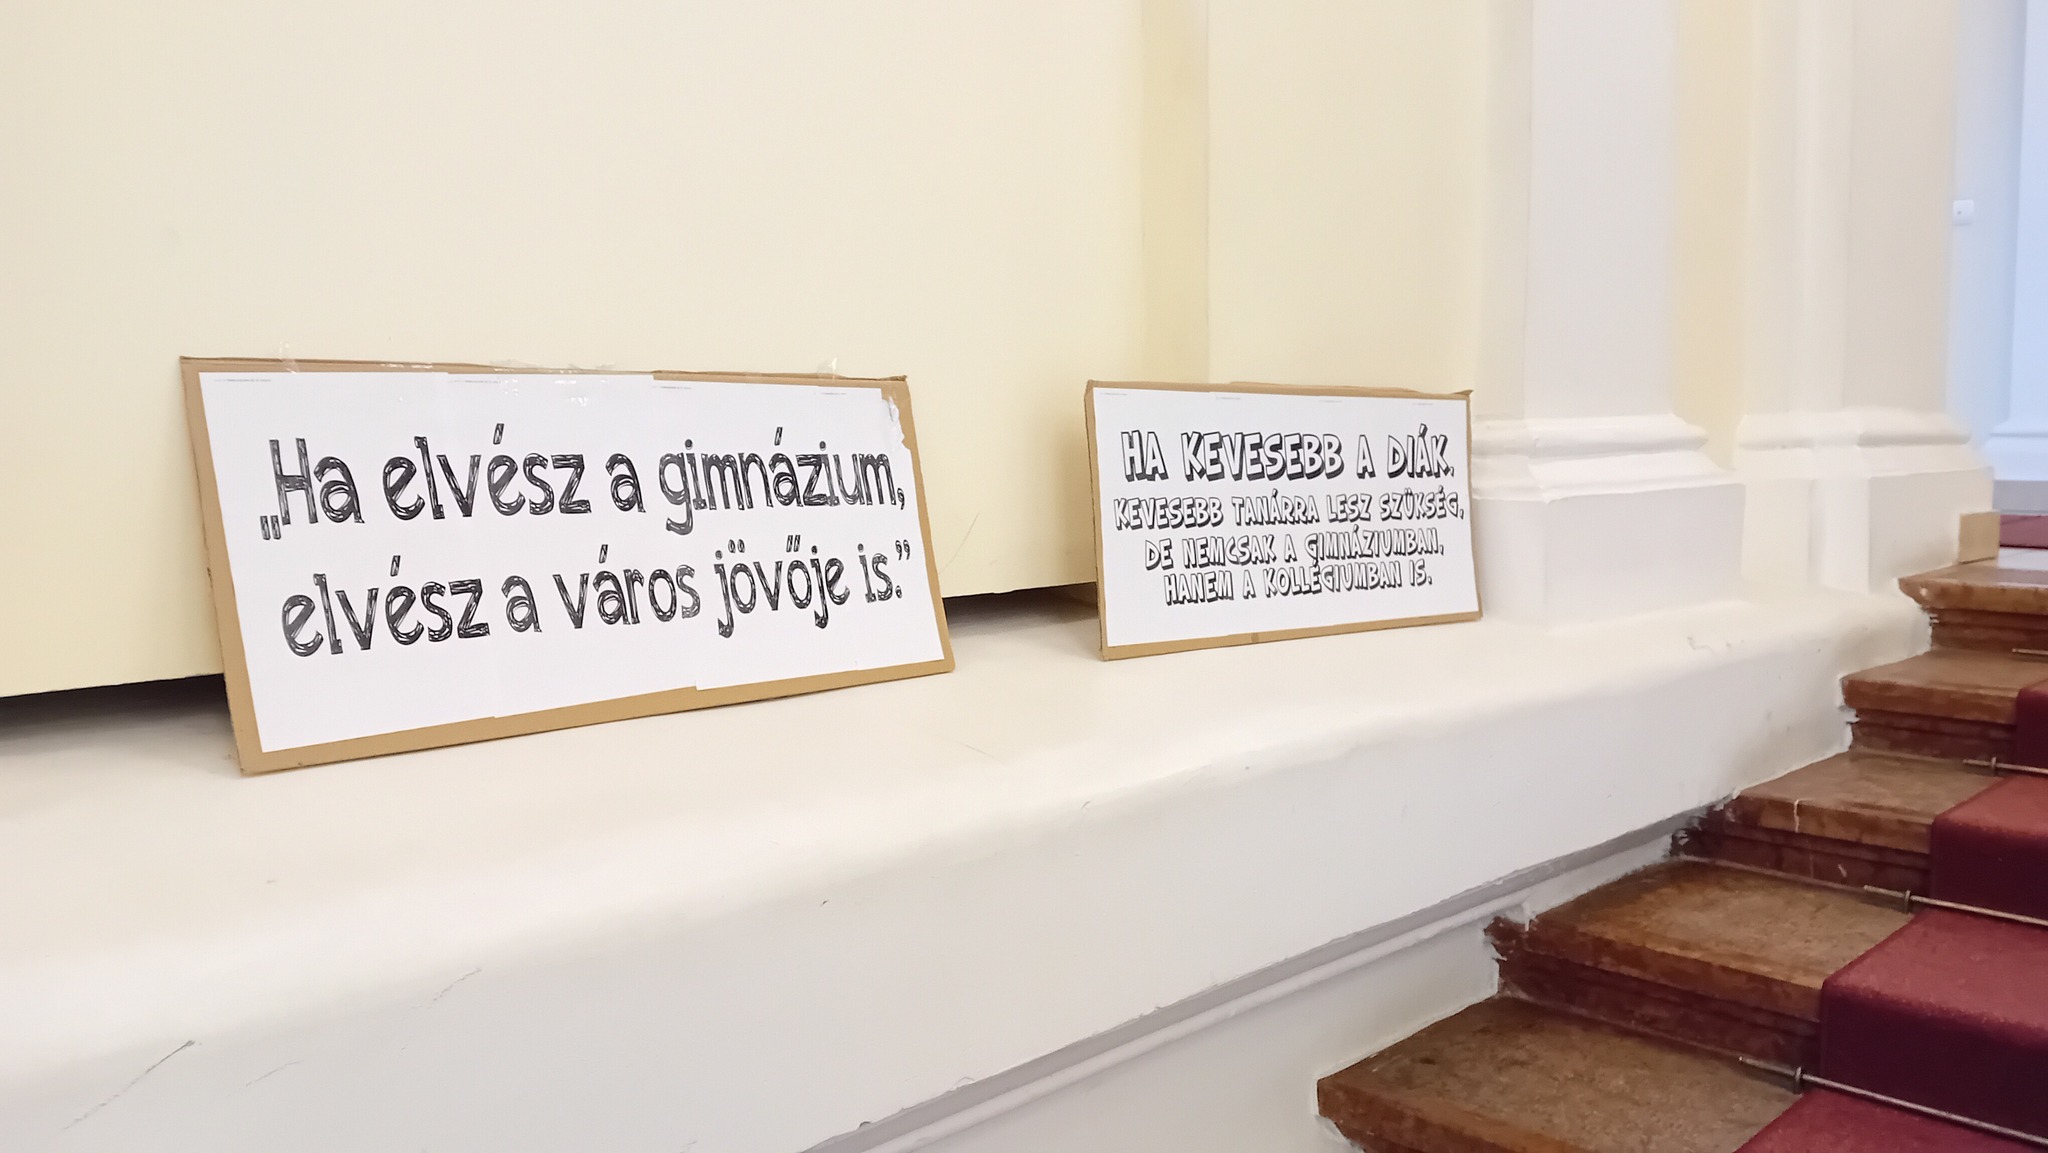 „Ha elvész a gimnázium,
elvész a város jövője is.”
HA KEVESEBB A DIÁK,
KEVESEBB TANÁRRA LESZ SZÜKSÉG,
DE NEMCSAK A GIMNÁZIUMBAN,
HANEM A KOLLÉGIUMBAN IS.